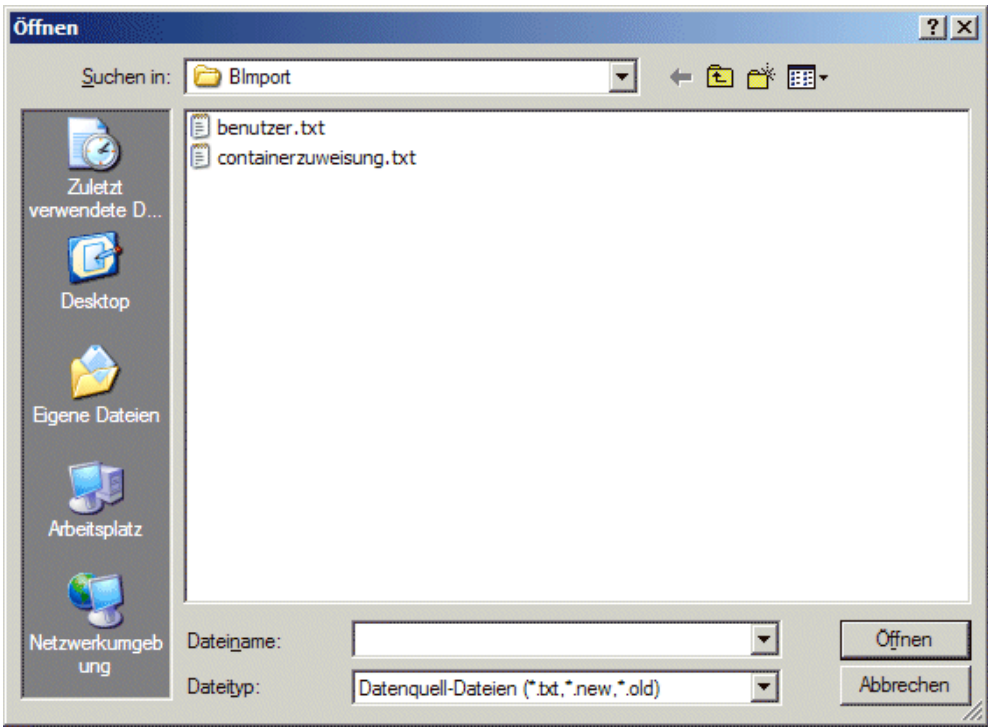 Öffnen
Suchen in:
BImport
benutzer.txt
containerzuweisung.txt
Zuletzt
verwendete D...
Desktop
Eigene Dateien
Arbeitsplatz
Netzwerkumgeb
ung
Dateiname:
Öffnen
Dateityp:
Datenquell-Dateien (*.txt,*.new,*.old)
Abbrechen